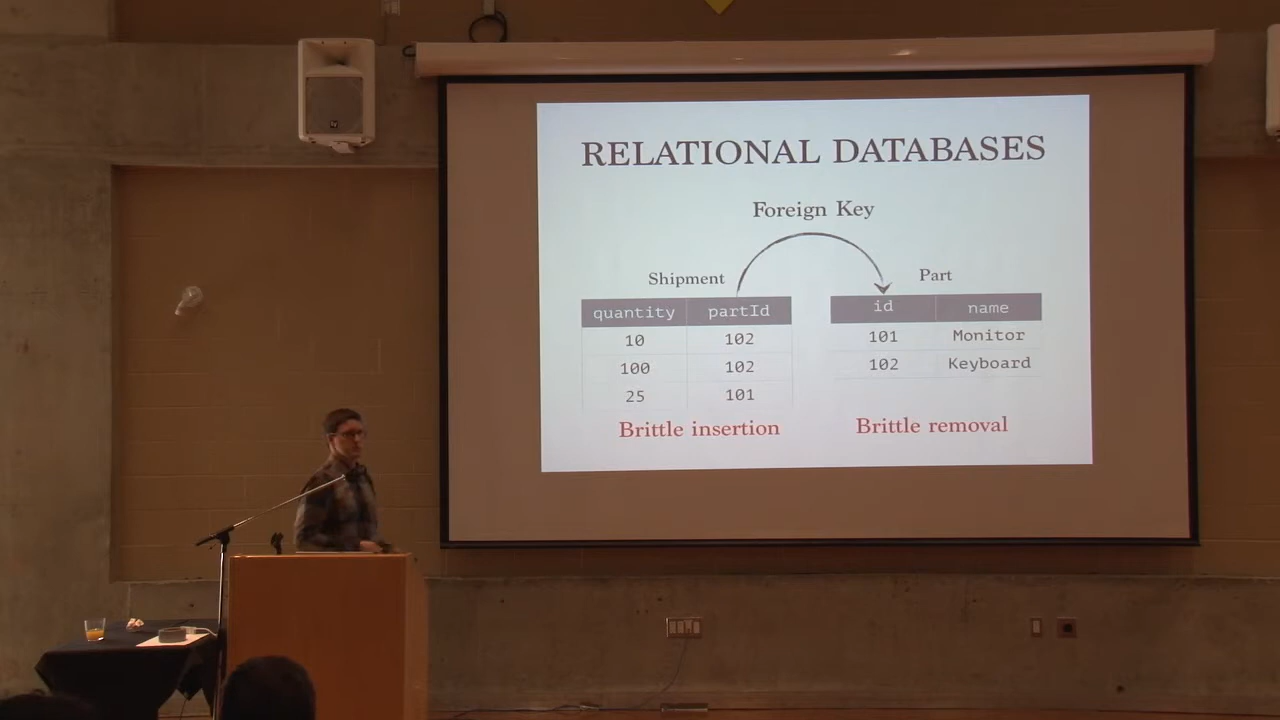 RELATIONAL DATABASES
Foreign Key
Shipment
quantity partId
10 102
100 102
25 101
Brittle insertion
Part
id name
101 Monitor
102 Keyboard
Brittle removal